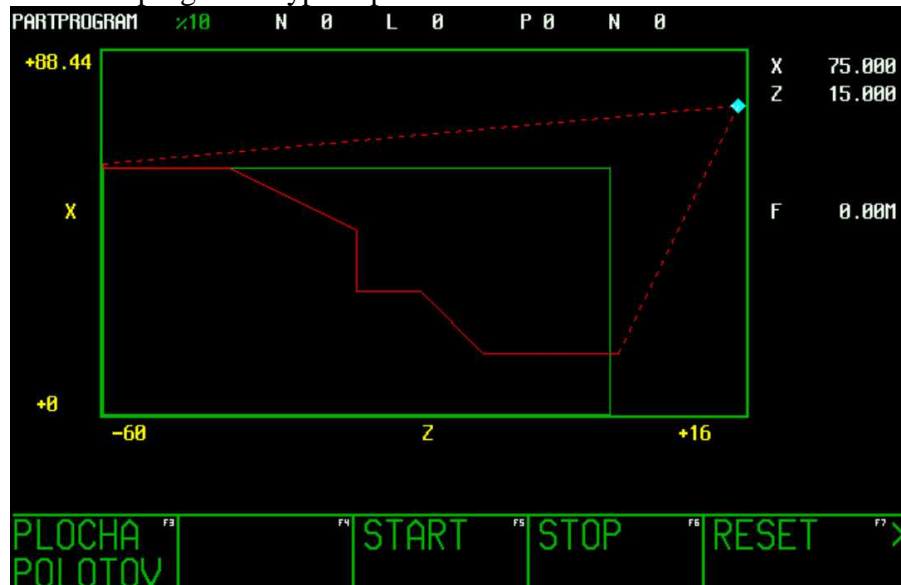 PARTPROGRAM %10 N 0 L 0 P 0 N 0
+88.44
X 75.000
Z 15.000
X
F 0.00M
+0
-60 Z +16
PLOCHA POLOTOV F3
F4
START F5
STOP F6
RESET F7 >